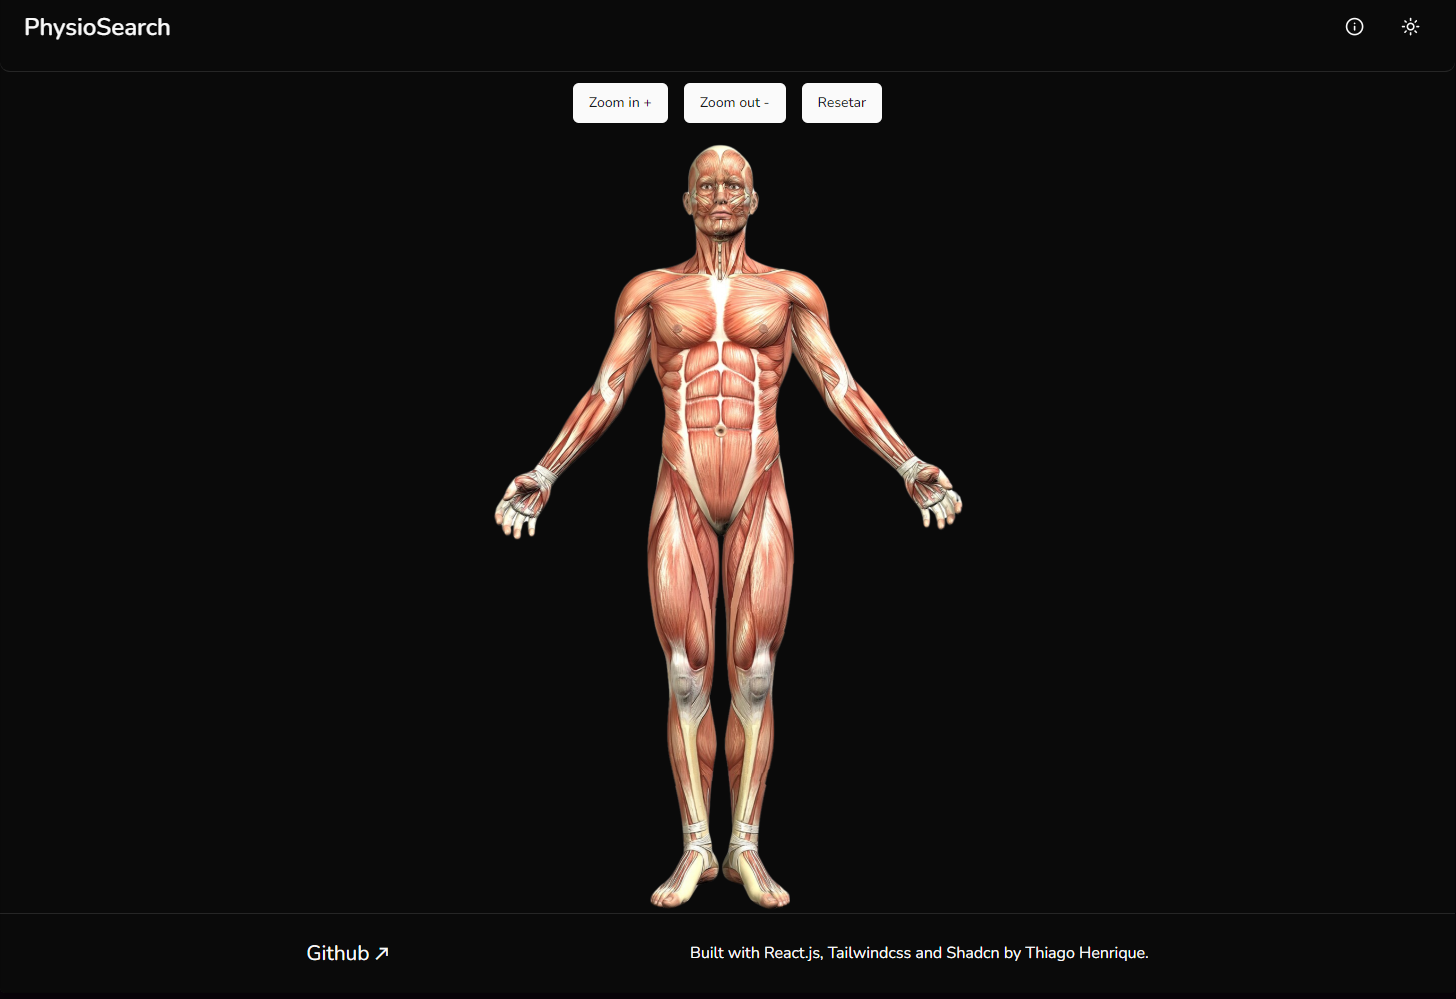 PhysioSearch
Zoom in +
Zoom out -
Resetar
Github ↗
Built with React.js, Tailwindcss and Shadcn by Thiago Henrique.